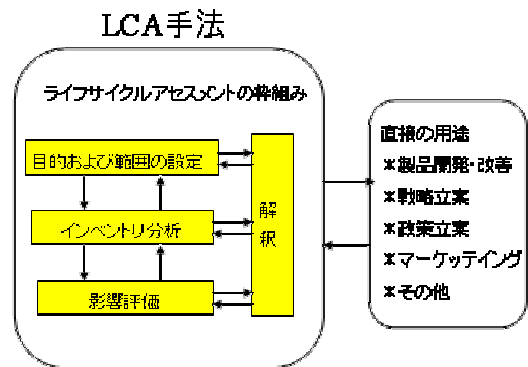 LCA手法
ライフサイクルアセスメントの枠組み
目的および範囲の設定
インベントリ分析
影響評価
解
釈
直接の用途
*製品開発・改善
*戦略立案
*政策立案
*マーケッテイング
*その他